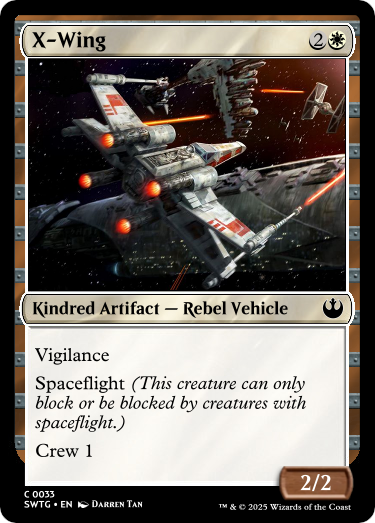 X-Wing 2
Kindred Artifact — Rebel Vehicle
Vigilance
Spaceflight (This creature can only
block or be blocked by creatures with
spaceflight.)
Crew 1
2/2
C 0033
SWTG • EN Darren Tan ™ & © 2025 Wizards of the Coast